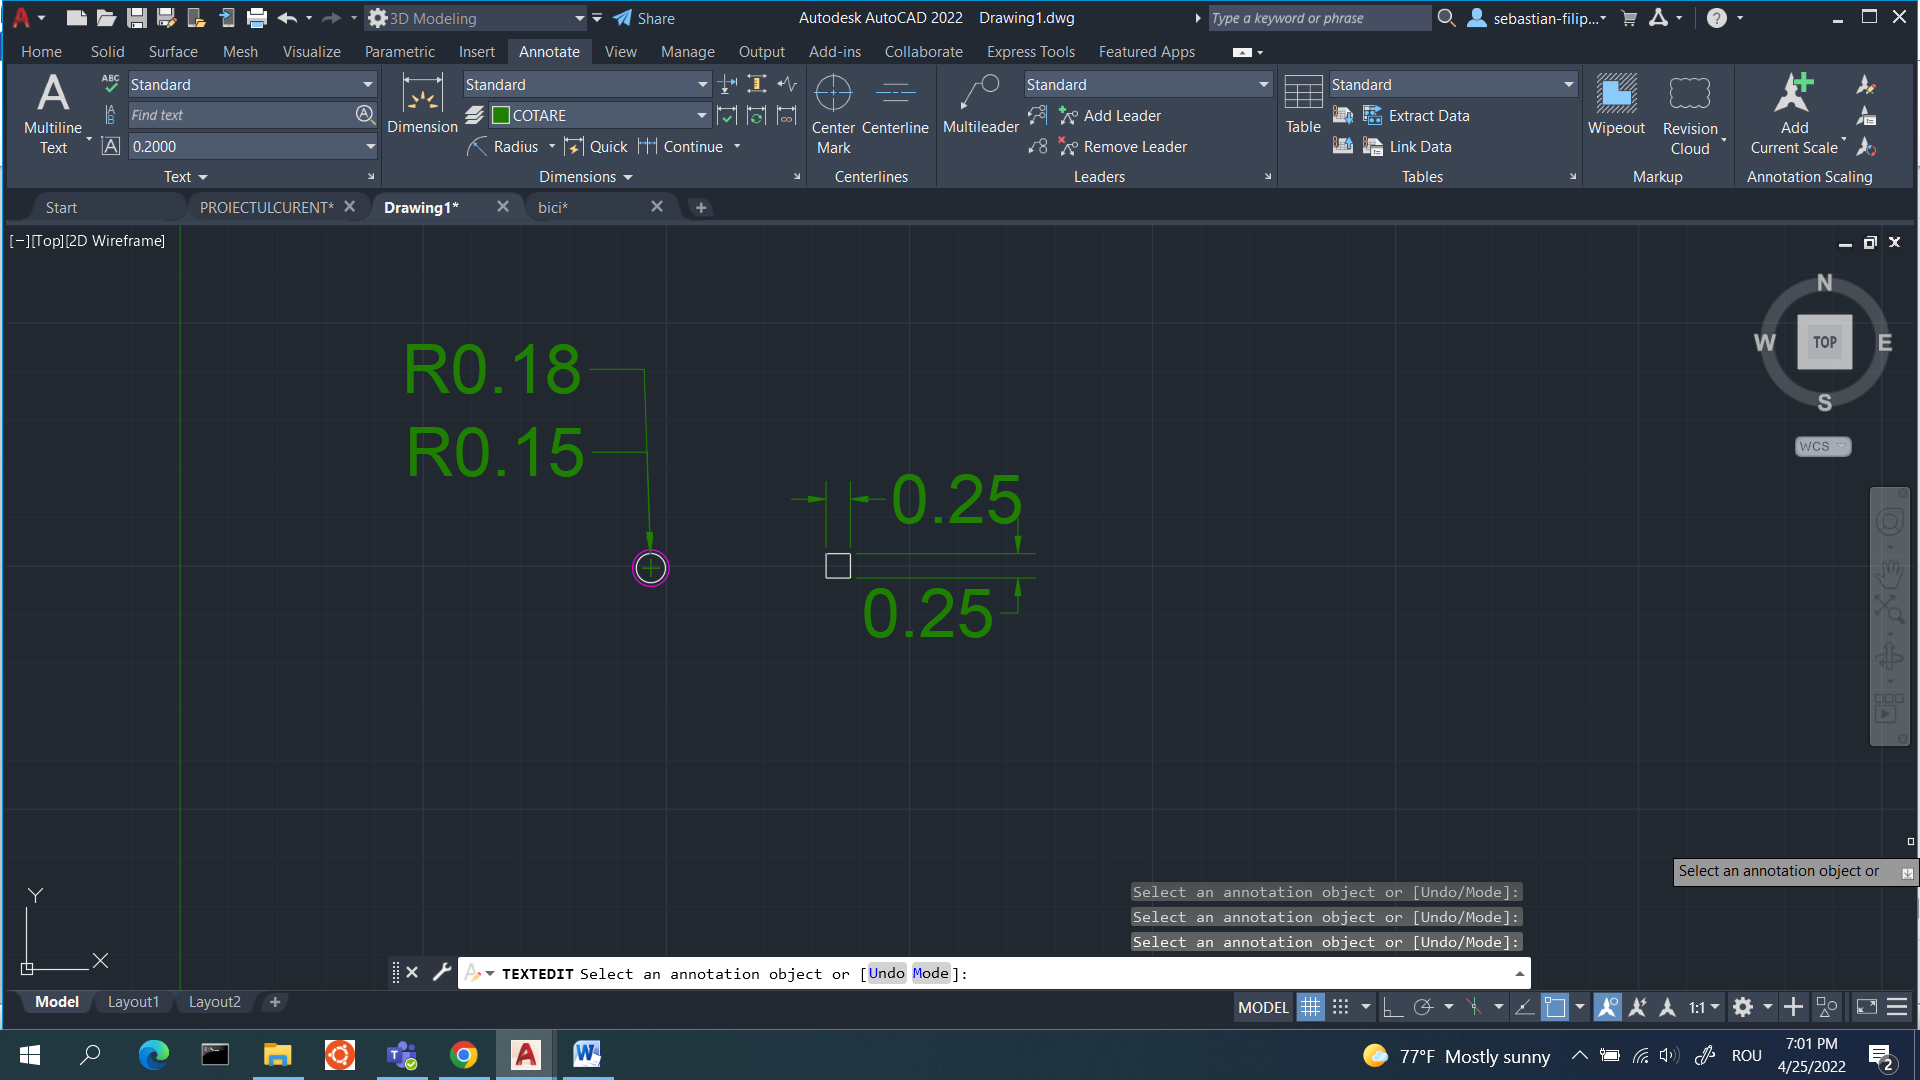 3D Modeling
Share
Autodesk AutoCAD 2022 Drawing1.dwg
Type a keyword or phrase
sebastian-filip...
Home Solid Surface Mesh Visualize Parametric Insert Annotate View Manage Output Add-ins Collaborate Express Tools Featured Apps
A
Multiline
Text
ABC
Standard
Find text
0.2000
Text
Dimension
Standard
COTARE
Radius
Quick
Continue
Dimensions
Center
Mark
Centerline
Centerlines
Multileader
Standard
Add Leader
Remove Leader
Leaders
Table
Standard
Extract Data
Link Data
Tables
Wipeout
Revision
Cloud
Markup
Add
Current Scale
Annotation Scaling
Start
PROIECTULCURENT*
Drawing1*
bici*
[−][Top][2D Wireframe]
N
W
TOP
E
S
WCS
R0.18
R0.15
0.25
0.25
Select an annotation object or
Select an annotation object or [Undo/Mode]:
Select an annotation object or [Undo/Mode]:
Select an annotation object or [Undo/Mode]:
Y
X
TEXTEDIT Select an annotation object or [Undo Mode]:
Model Layout1 Layout2
MODEL
1:1
77°F Mostly sunny
ROU
7:01 PM
4/25/2022
2